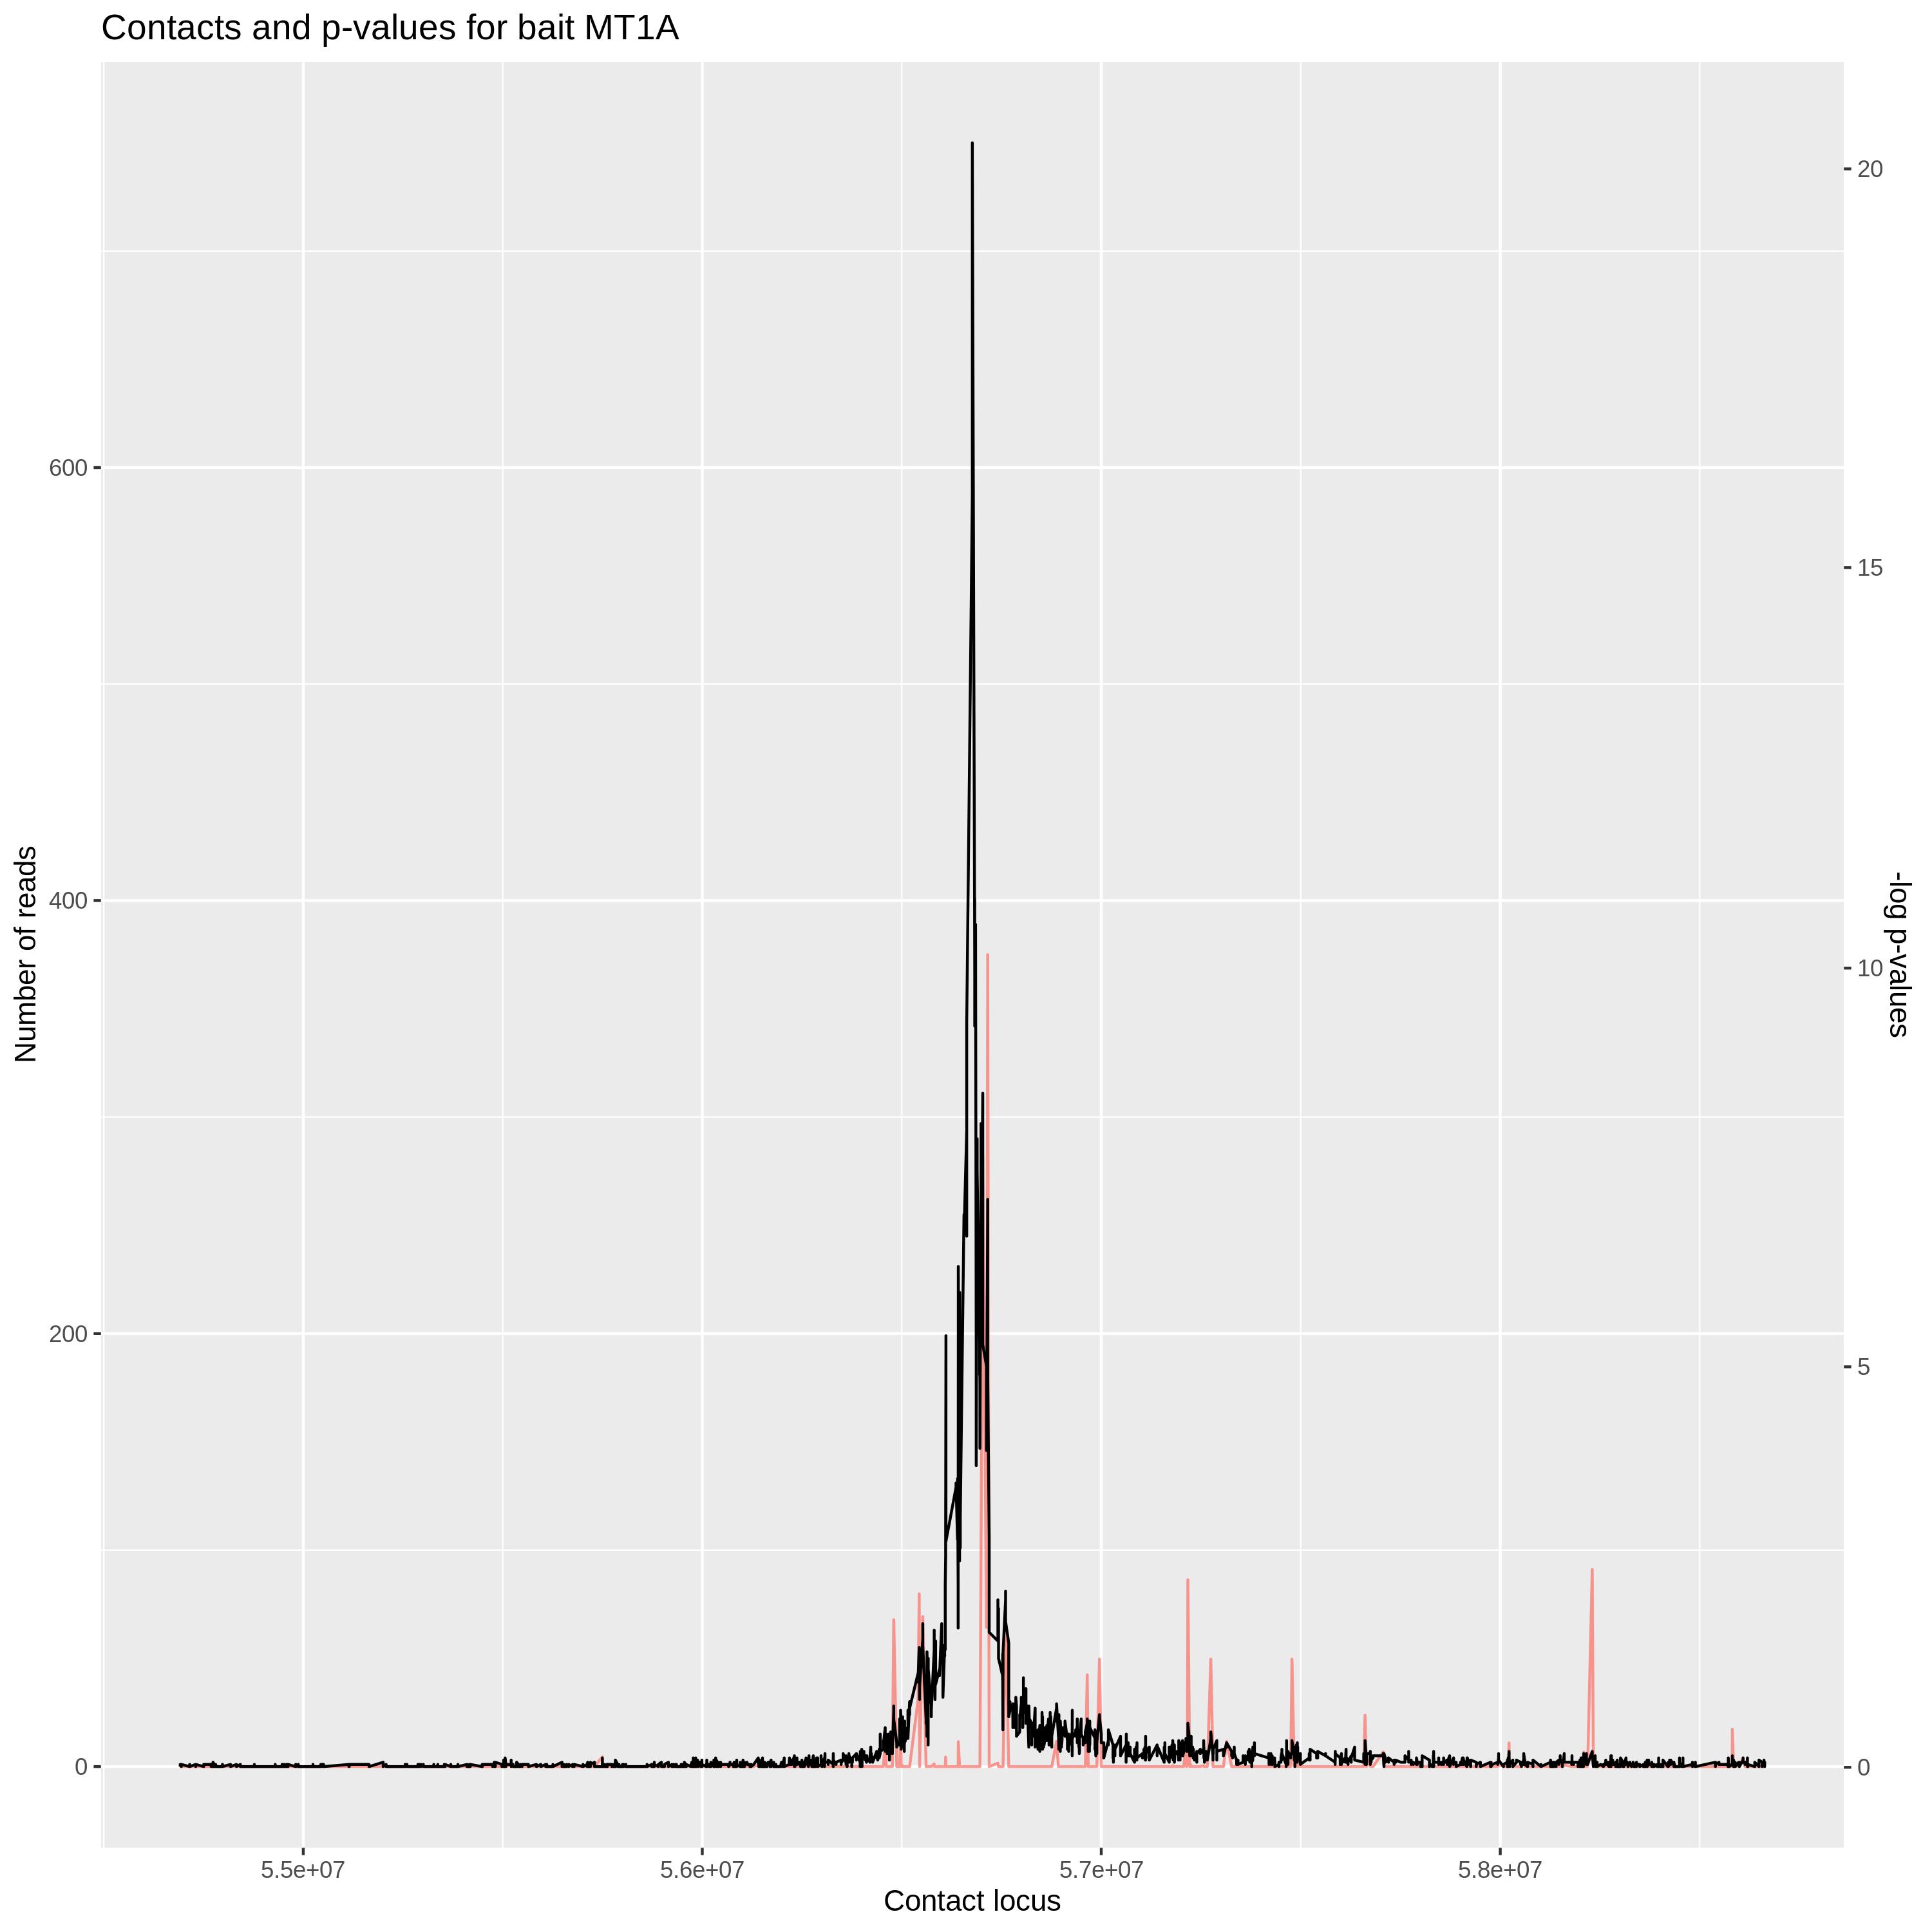 Contacts and p-values for bait MT1A
20
600
15
400
10
200
5
0
0
Number of reads
-log p-values
5.5e+07
5.6e+07
5.7e+07
5.8e+07
Contact locus